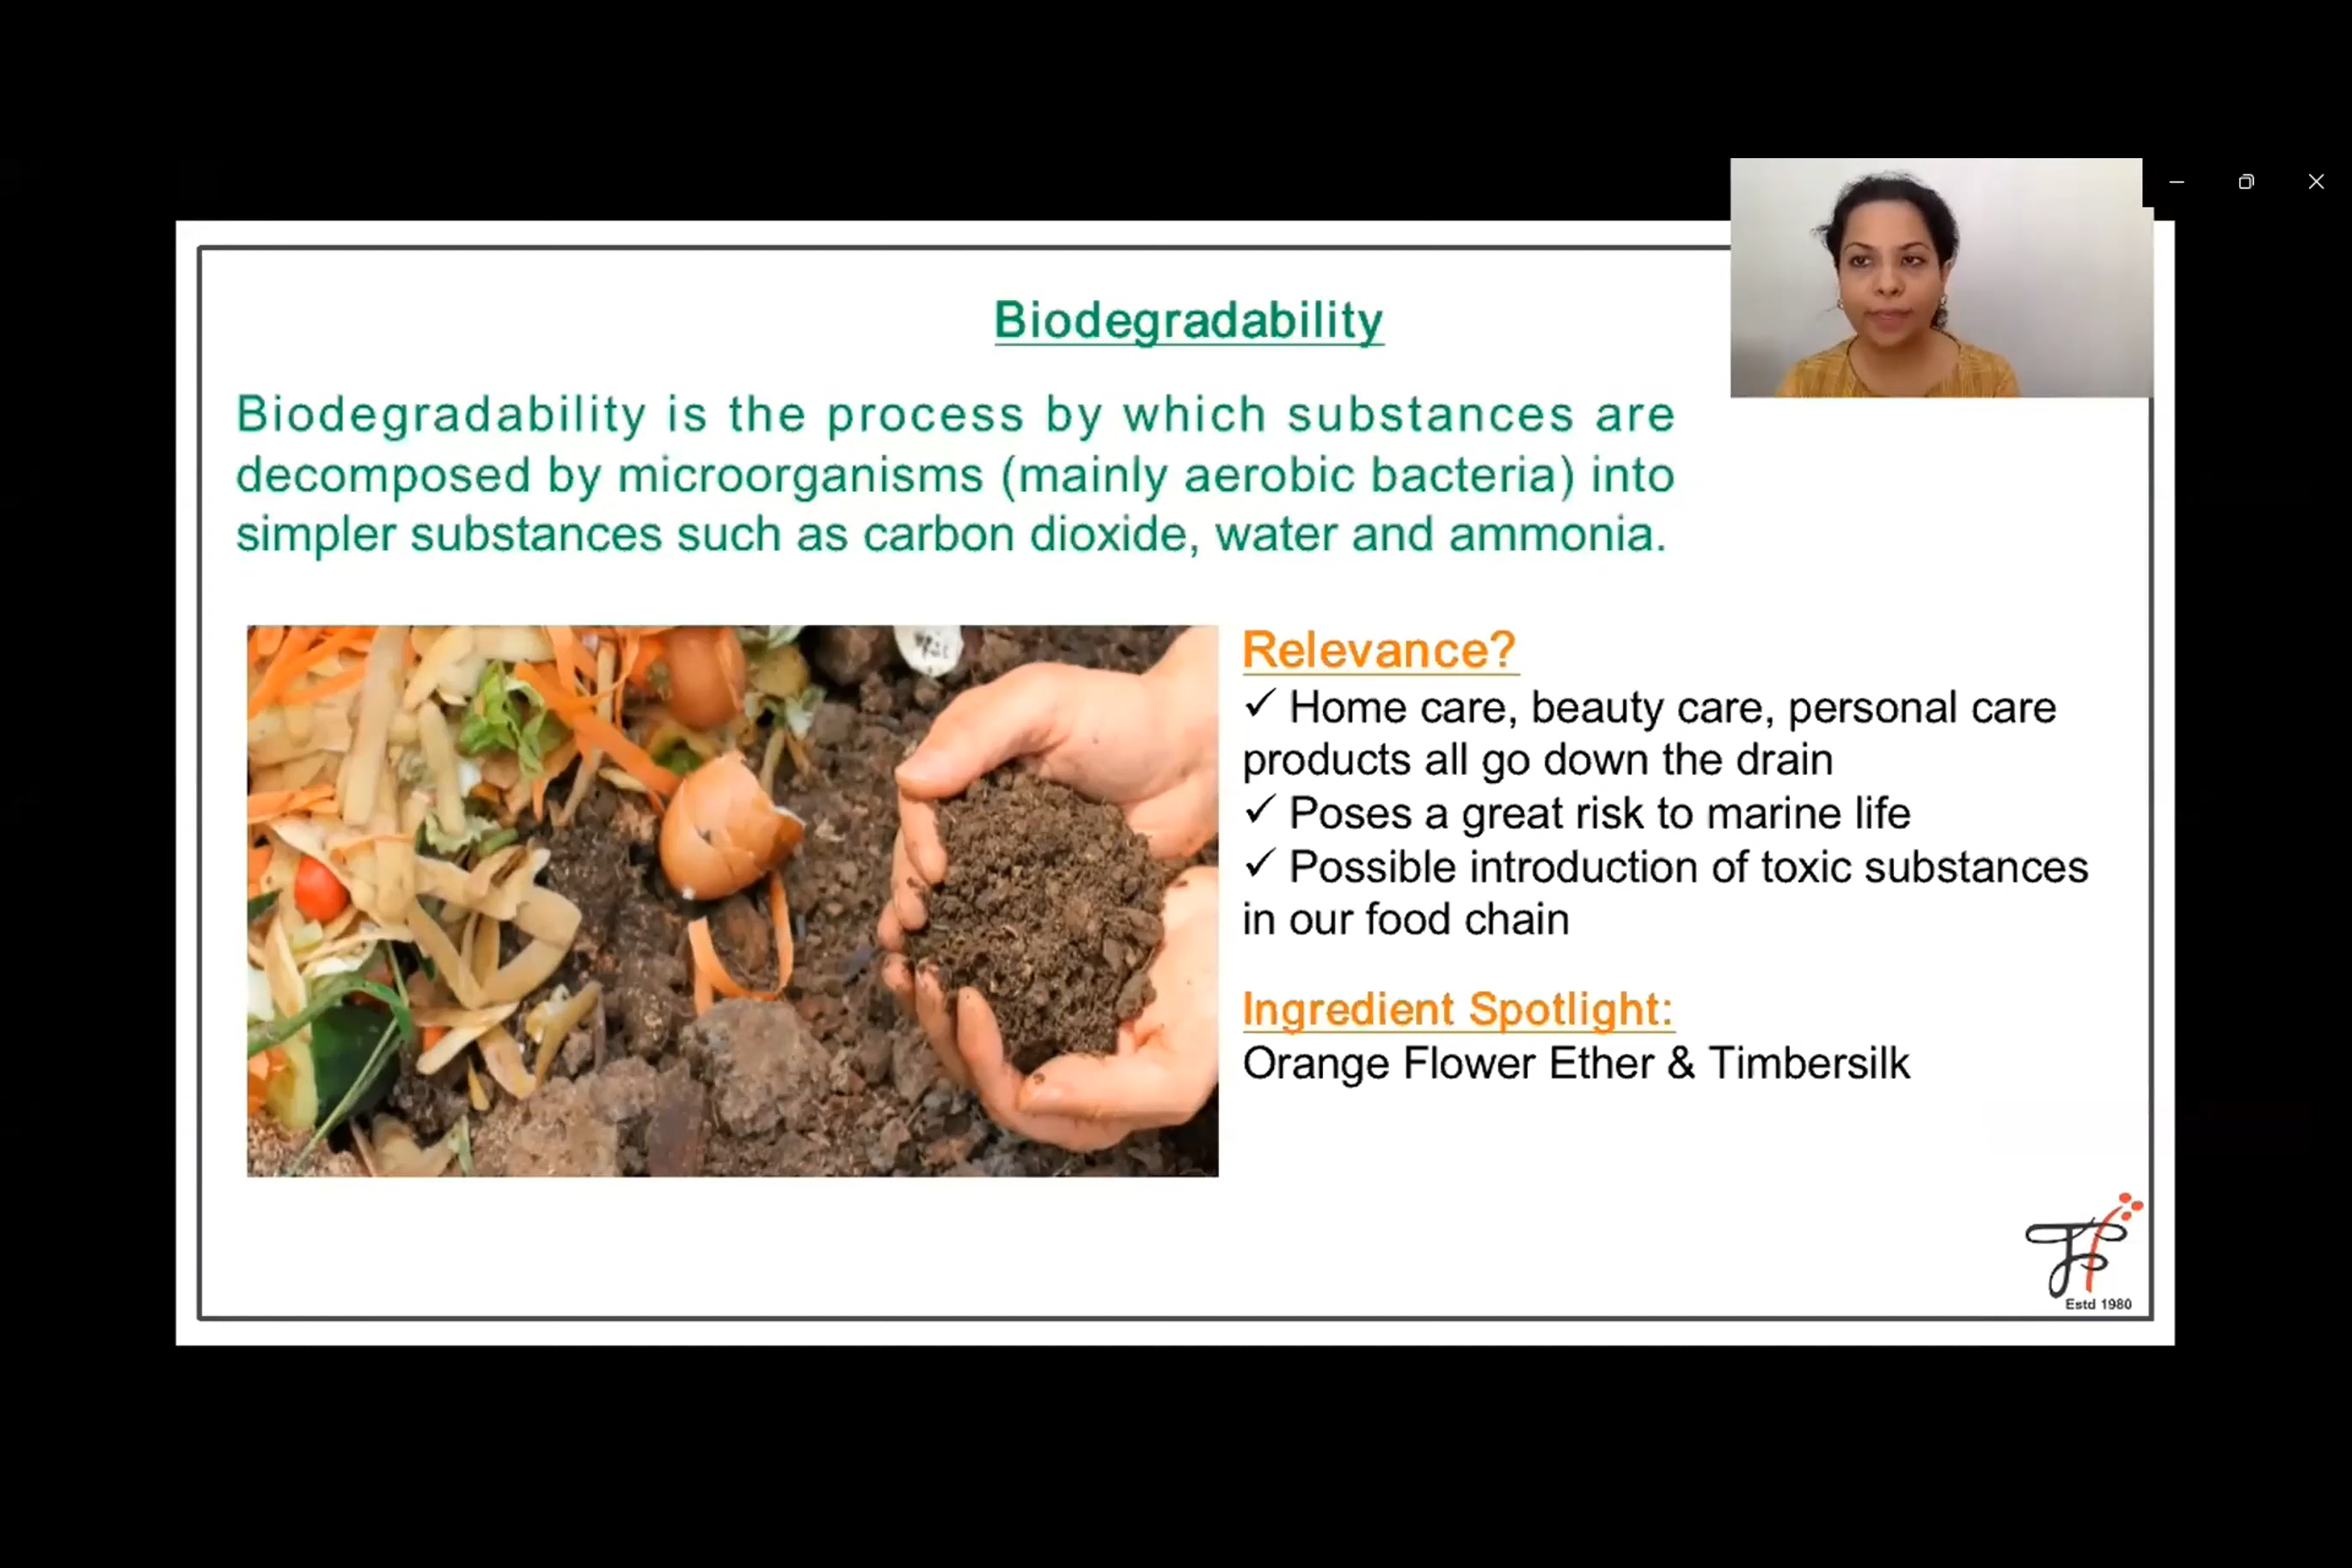 Biodegradability
Biodegradability is the process by which substances are
decomposed by microorganisms (mainly aerobic bacteria) into
simpler substances such as carbon dioxide, water and ammonia.
Relevance?
✓ Home care, beauty care, personal care
products all go down the drain
✓ Poses a great risk to marine life
✓ Possible introduction of toxic substances
in our food chain
Ingredient Spotlight:
Orange Flower Ether & Timbersilk
Estd 1980